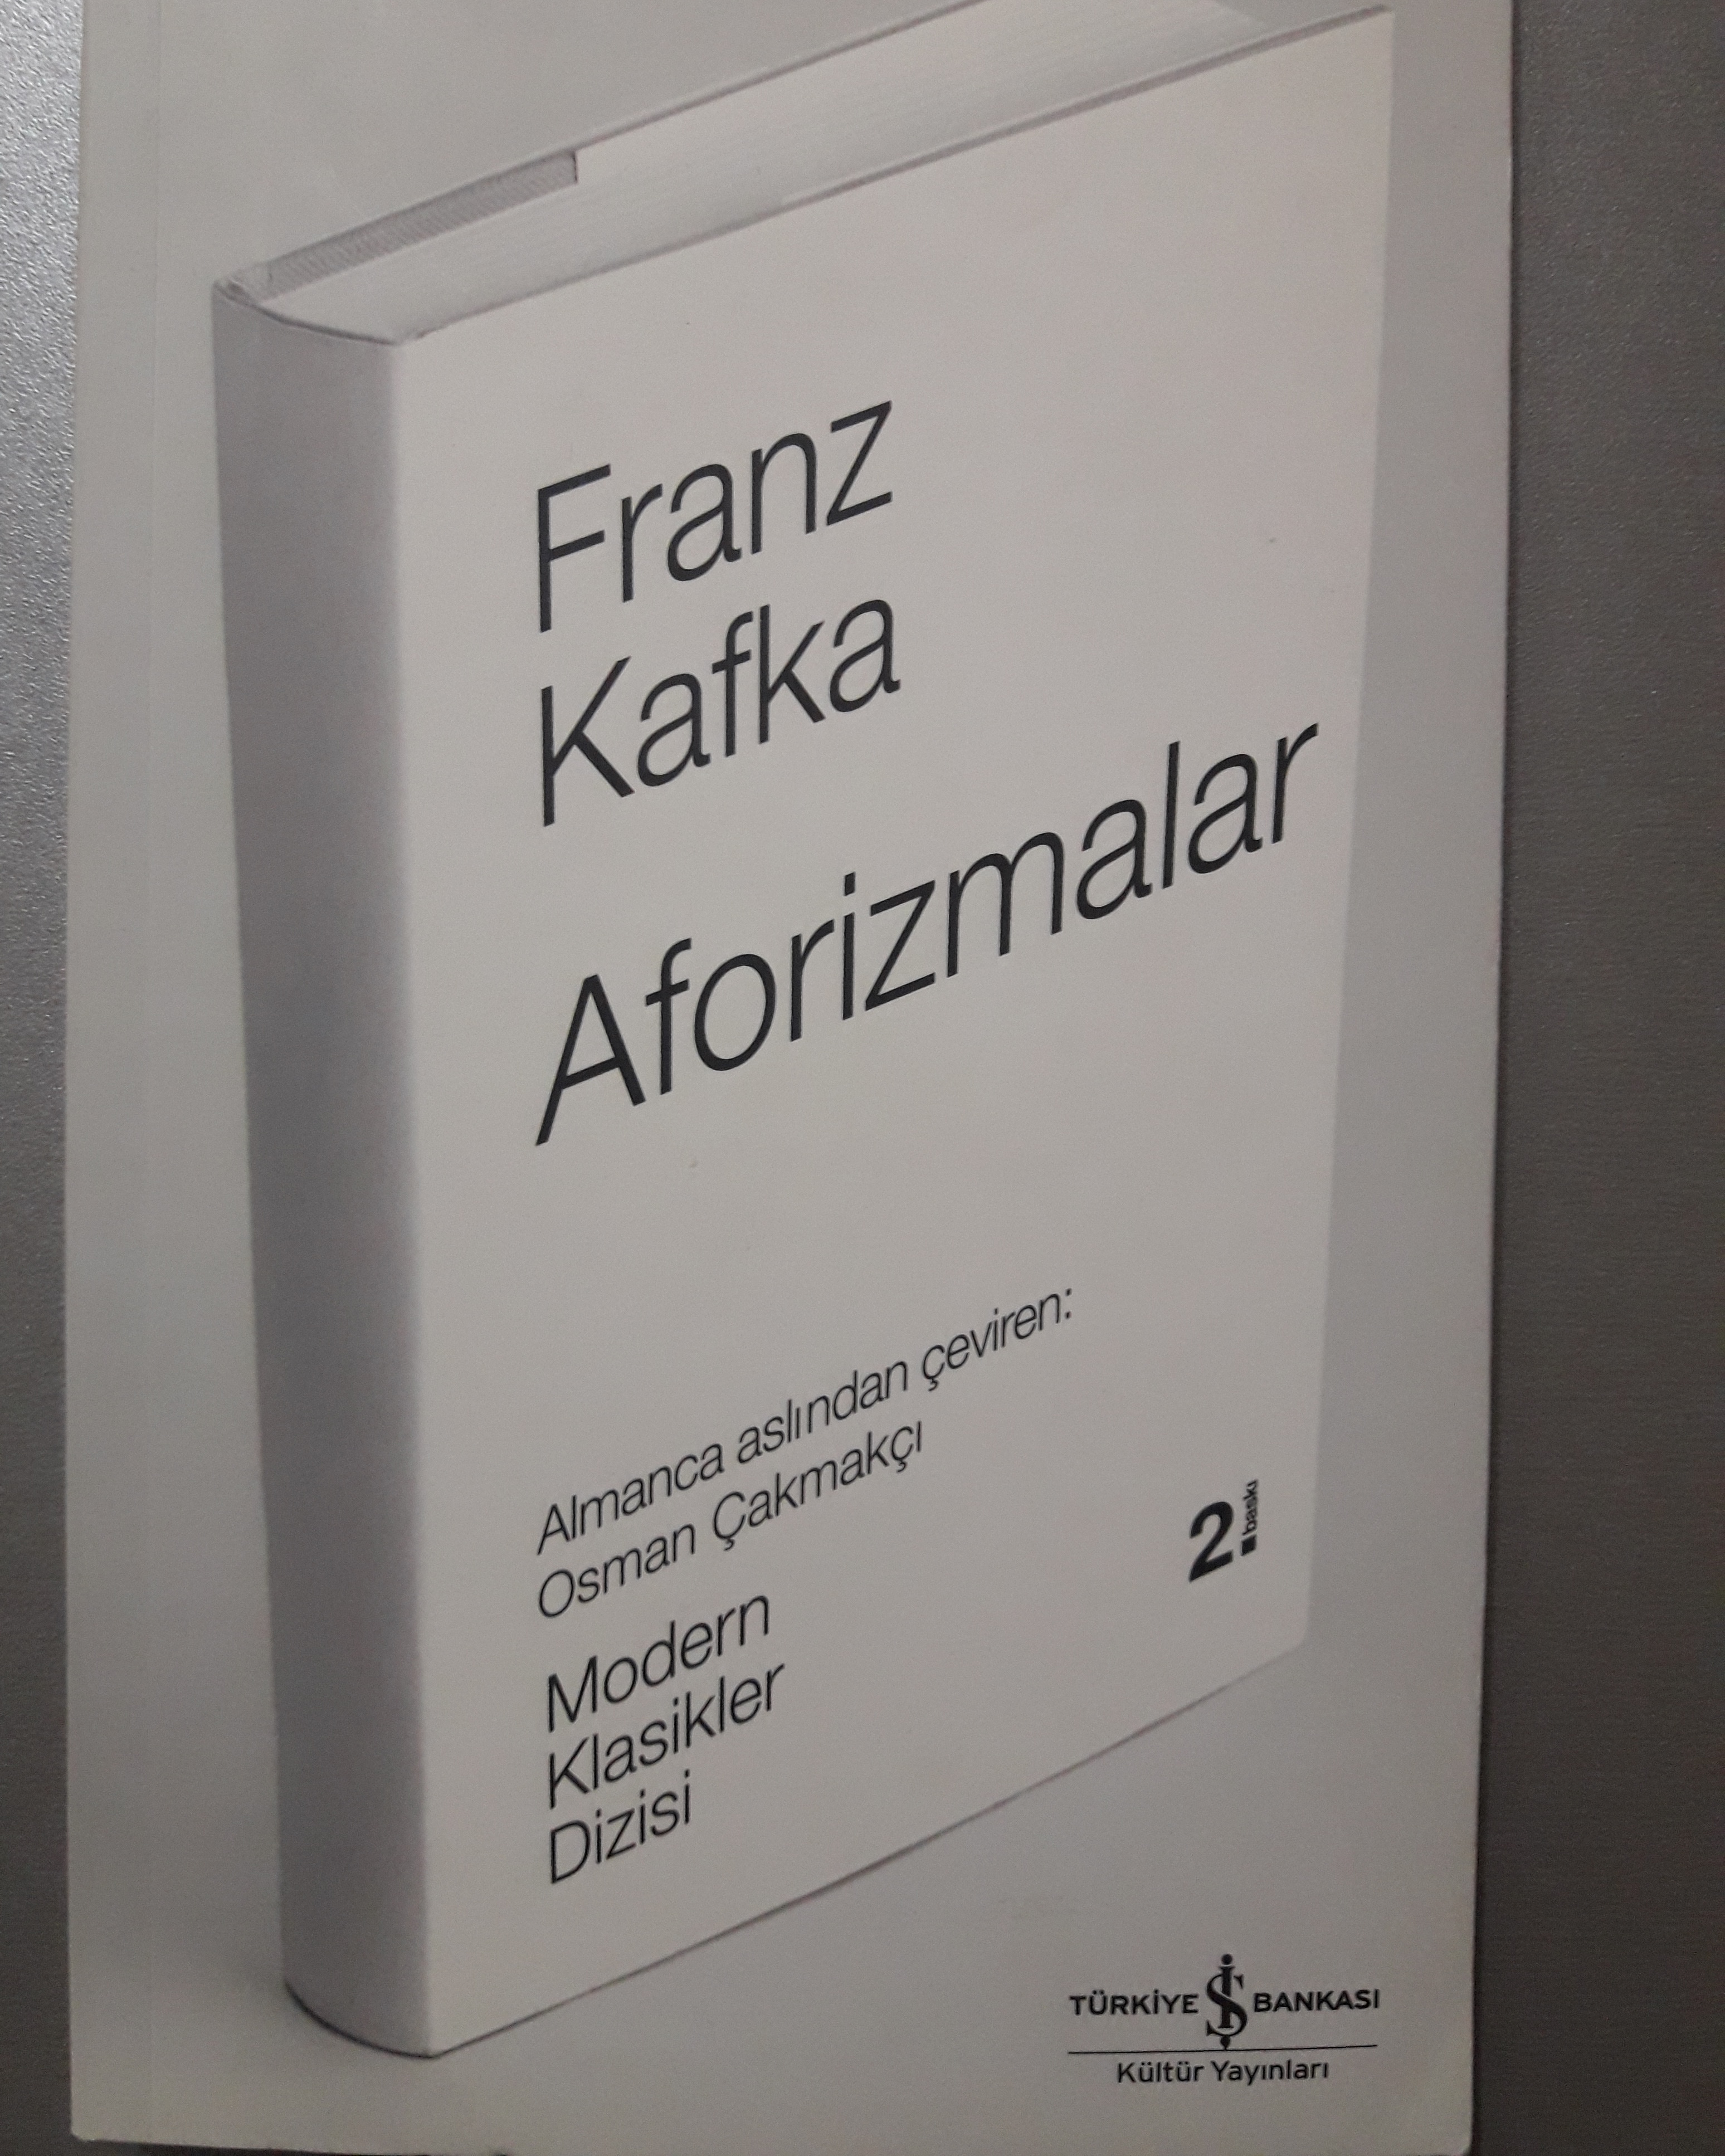 Franz
Kafka
Aforizmalar
Almanca aslından çeviren:
Osman Çakmakçı
2. baskı
Modern
Klasikler
Dizisi
TÜRKİYE İŞ BANKASI
Kültür Yayınları